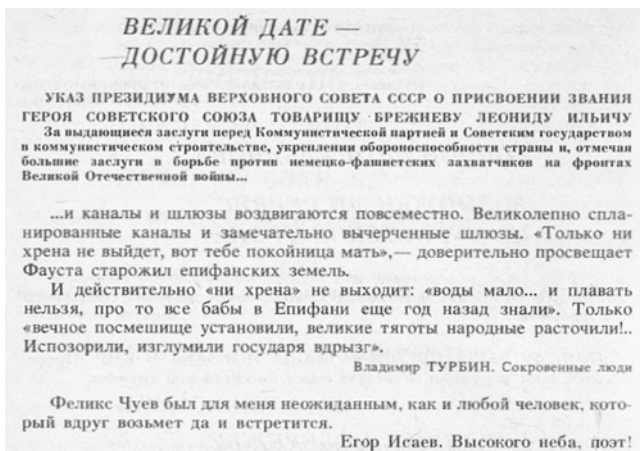 ВЕЛИКОЙ ДАТЕ —
—ДОСТОЙНУЮ ВСТРЕЧУ
УКАЗ ПРЕЗИДИУМА ВЕРХОВНОГО СОВЕТА СССР О ПРИСВОЕНИИ ЗВАНИЯ
ГЕРОЯ СОВЕТСКОГО СОЮЗА ТОВАРИЩУ БРЕЖНЕВУ ЛЕОНИДУ ИЛЬИЧУ
За выдающиеся заслуги перед Коммунистической партией и Советским государством
в коммунистическом строительстве, укреплении обороноспособности страны и, отмечая
большие заслуги в борьбе против немецко-фашистских захватчиков на фронтах
Великой Отечественной войны...
...и каналы и шлюзы воздвигаются повсеместно. Великолепно спла-
нированные каналы и замечательно вычерченные шлюзы. «Только ни
хрена не выйдет, вот тебе покойница мать»,— доверительно просвещает
Фауста старожил епифанских земель.
И действительно «ни хрена» не выходит: «воды мало... и плавать
нельзя, про то все бабы в Епифани еще год назад знали». Только
«вечное посмешище установили, великие тяготы народные расточили!..
Испозорили, изглумили государя вдрызг».
Владимир ТУРБИН. Сокровенные люди
Феликс Чуев был для меня неожиданным, как и любой человек, кото-
рый вдруг возьмет да и встретится.
Егор Исаев. Высокого неба, поэт!